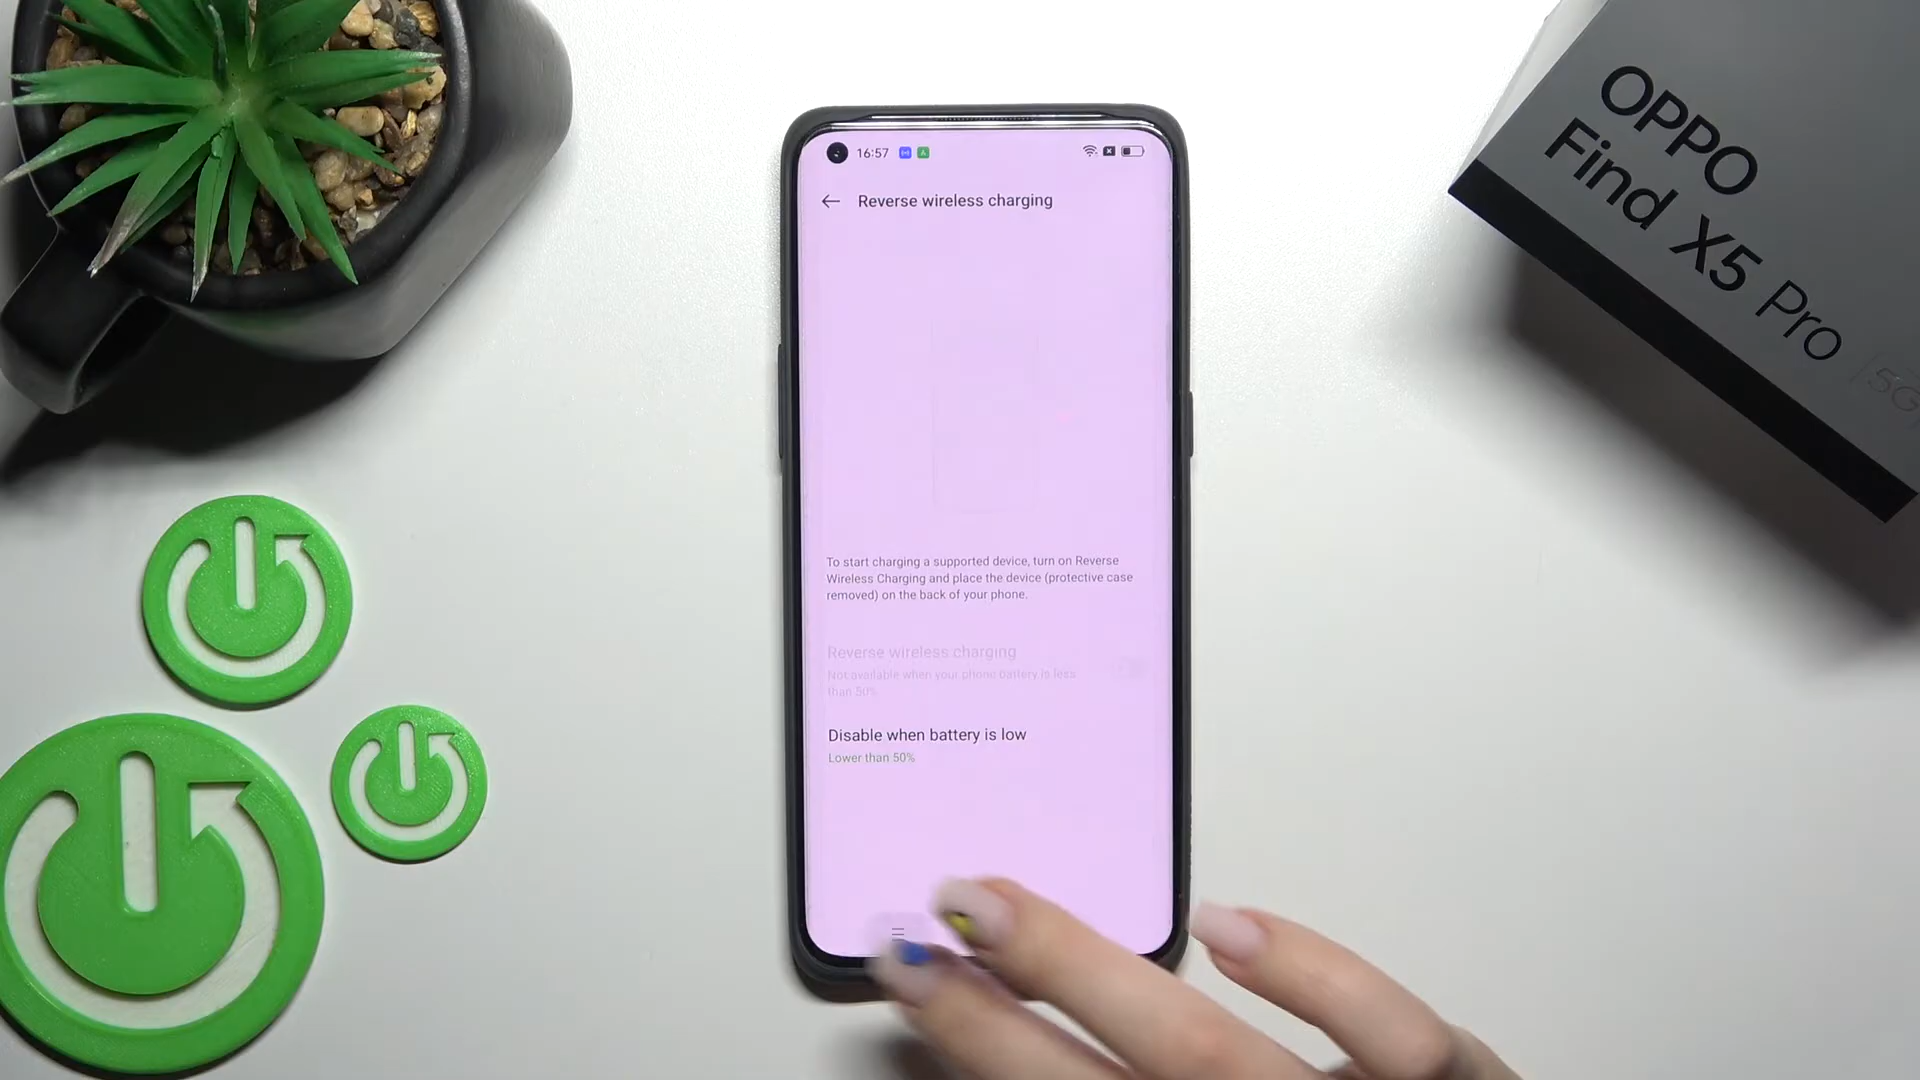 16:57
Reverse wireless charging
To start charging a supported device, turn on Reverse
Wireless Charging and place the device (protective case
removed) on the back of your phone.
Reverse wireless charging
Not available when your phone battery is less
than 50%
Disable when battery is low
Lower than 50%
OPPO
Find X5 Pro | 5G